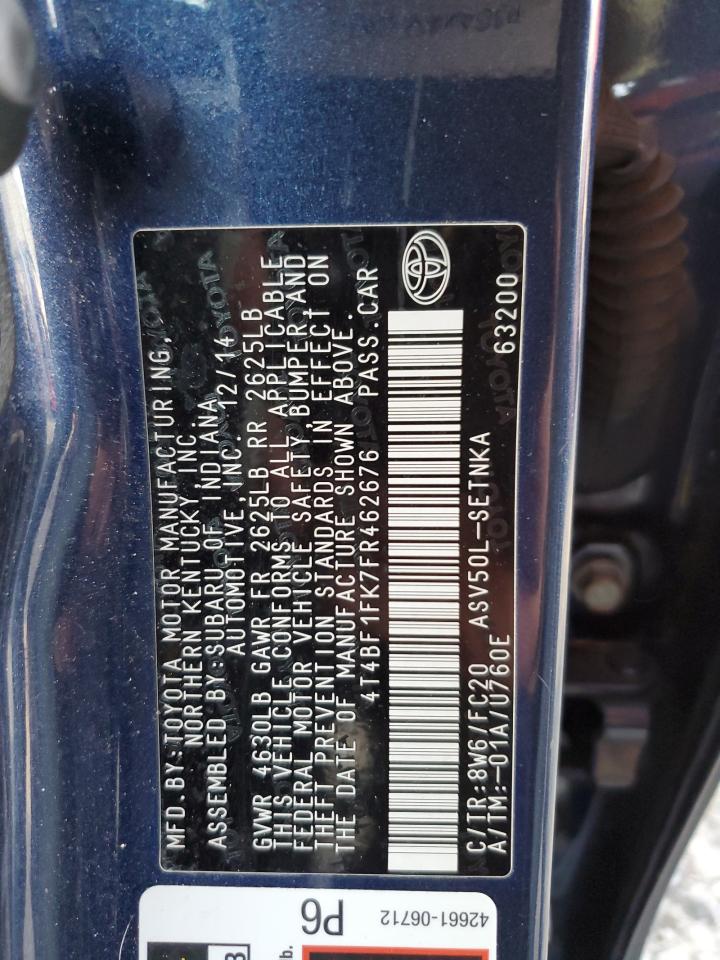 MFD.BY:TOYOTA MOTOR MANUFACTURING,
NORTHERN KENTUCKY, INC.
ASSEMBLED BY:SUBARU OF INDIANA
AUTOMOTIVE, INC. 12/14
GVWR 4630LB GAWR FR 2625LB RR 2625LB
THIS VEHICLE CONFORMS TO ALL APPLICABLE
FEDERAL MOTOR VEHICLE SAFETY BUMPER AND
THEFT PREVENTION STANDARDS IN EFFECT ON
THE DATE OF MANUFACTURE SHOWN ABOVE.
4T4BF1FK7FR462676 PASS.CAR
C/TR:8W6/FC20 ASV50L-SETNKA
A/TM:-01A/U760E 63200
P6
42661-06712
lb.